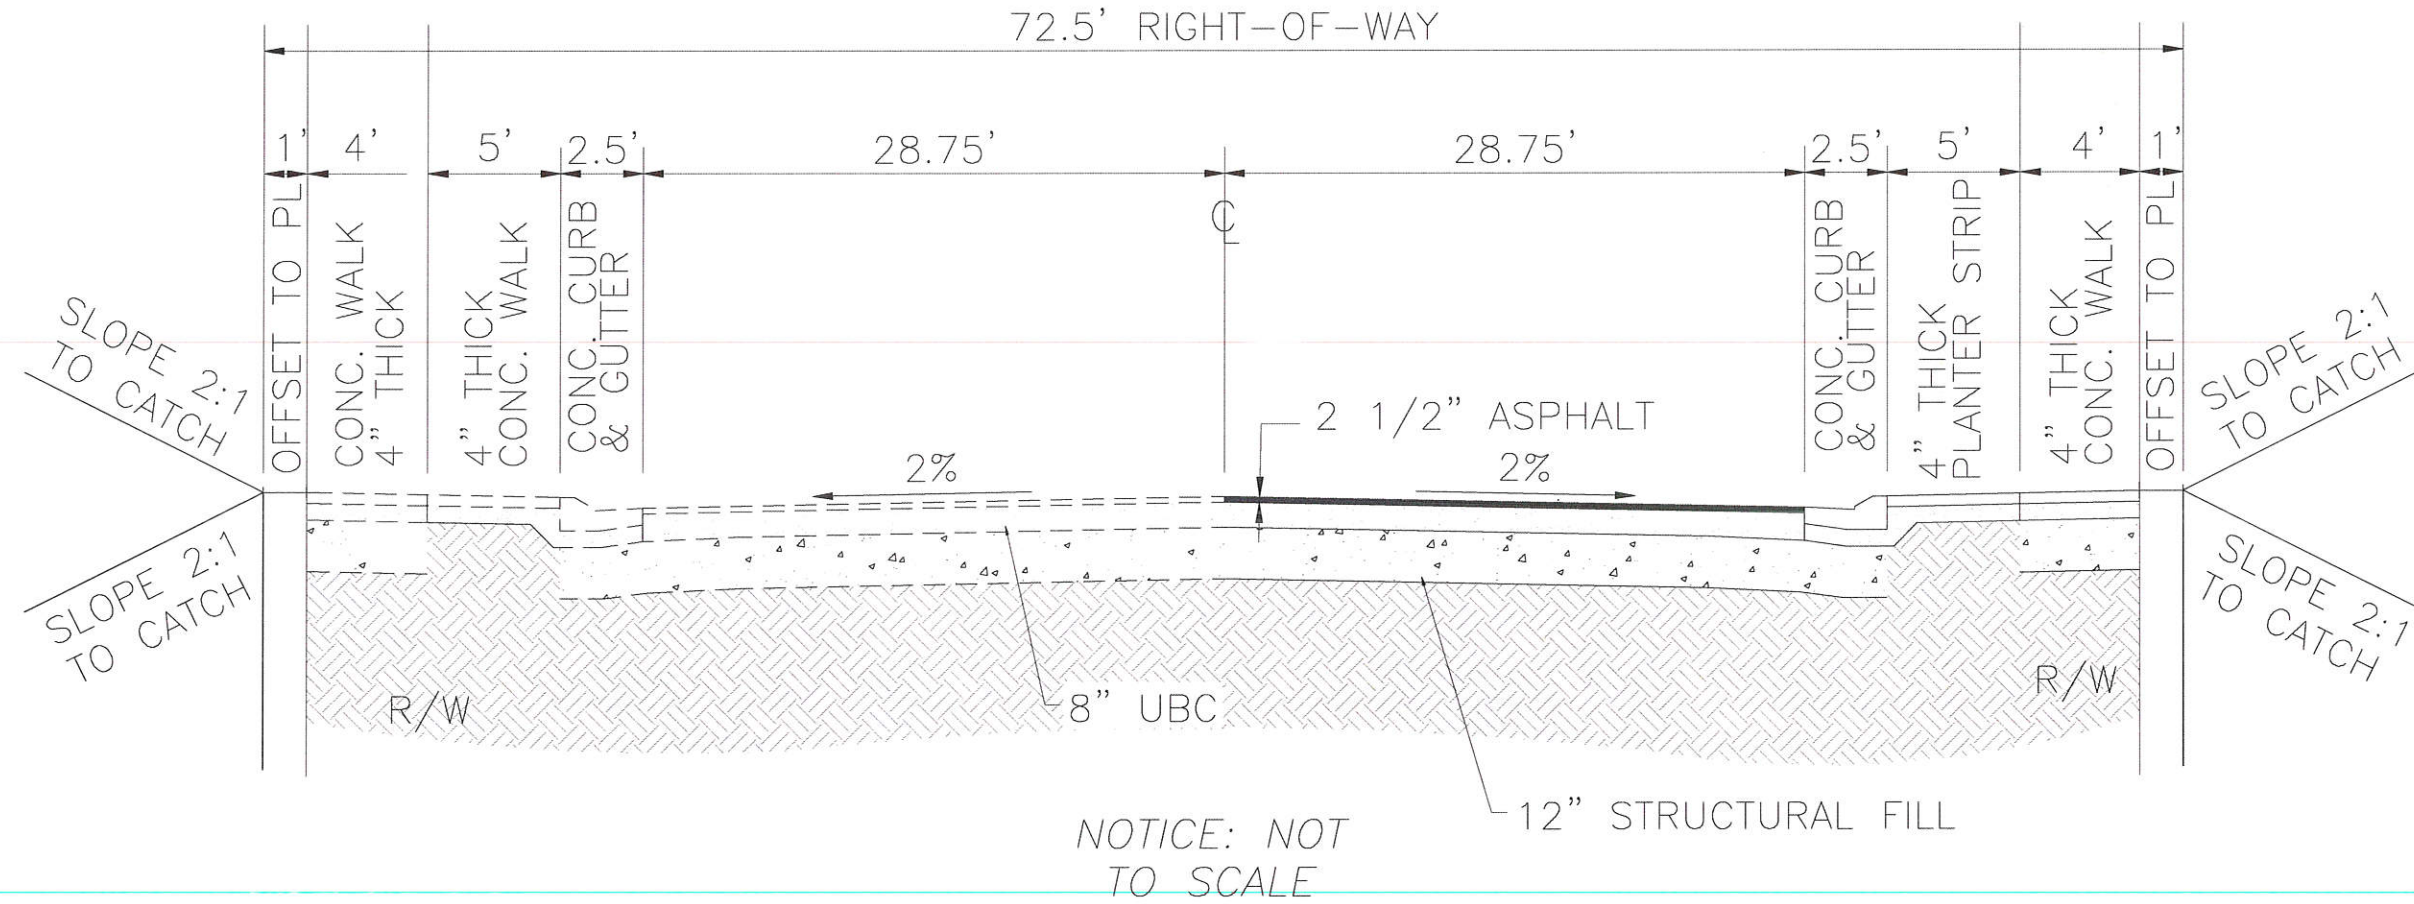 72.5' RIGHT-OF-WAY
1' 4' 5' 2.5' 28.75' 28.75' 2.5' 5' 4' 1'
OFFSET TO PL
CONC. WALK
4" THICK
4" THICK
CONC. WALK
CONC. CURB
& GUTTER
℄
CONC. CURB
& GUTTER
4" THICK
PLANTER STRIP
4" THICK
CONC. WALK
OFFSET TO PL
SLOPE 2:1
TO CATCH
SLOPE 2:1
TO CATCH
2 1/2" ASPHALT
2% 2%
SLOPE 2:1
TO CATCH
SLOPE 2:1
TO CATCH
R/W
R/W
8" UBC
12" STRUCTURAL FILL
NOTICE: NOT
TO SCALE